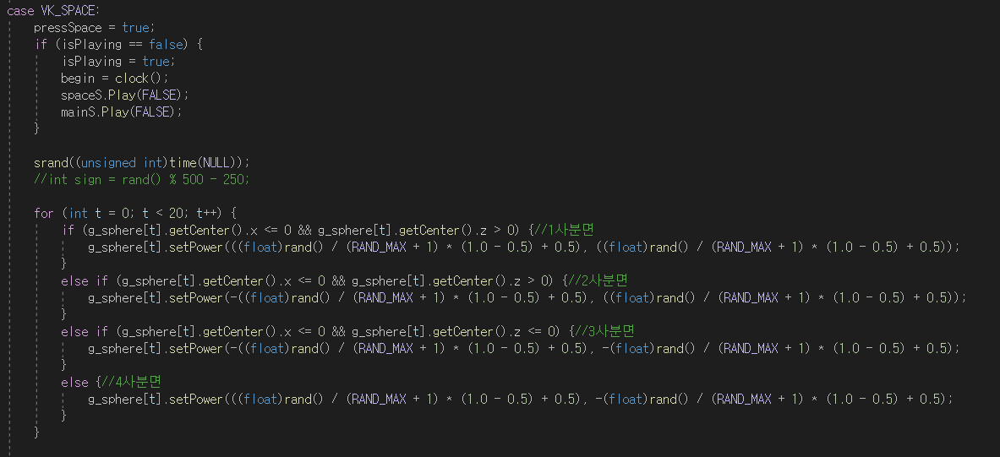 case VK_SPACE:
pressSpace = true;
if (isPlaying == false) {
isPlaying = true;
begin = clock();
spaceS.Play(FALSE);
mainS.Play(FALSE);
}
srand((unsigned int)time(NULL));
//int sign = rand() % 500 - 250;
for (int t = 0; t < 20; t++) {
if (g_sphere[t].getCenter().x <= 0 && g_sphere[t].getCenter().z > 0) {//1사분면
g_sphere[t].setPower(((float)rand() / (RAND_MAX + 1) * (1.0 - 0.5) + 0.5), ((float)rand() / (RAND_MAX + 1) * (1.0 - 0.5) + 0.5));
}
else if (g_sphere[t].getCenter().x <= 0 && g_sphere[t].getCenter().z > 0) {//2사분면
g_sphere[t].setPower(-((float)rand() / (RAND_MAX + 1) * (1.0 - 0.5) + 0.5), ((float)rand() / (RAND_MAX + 1) * (1.0 - 0.5) + 0.5));
}
else if (g_sphere[t].getCenter().x <= 0 && g_sphere[t].getCenter().z <= 0) {//3사분면
g_sphere[t].setPower(-((float)rand() / (RAND_MAX + 1) * (1.0 - 0.5) + 0.5), -(float)rand() / (RAND_MAX + 1) * (1.0 - 0.5) + 0.5);
}
else {//4사분면
g_sphere[t].setPower(((float)rand() / (RAND_MAX + 1) * (1.0 - 0.5) + 0.5), -(float)rand() / (RAND_MAX + 1) * (1.0 - 0.5) + 0.5);
}
}